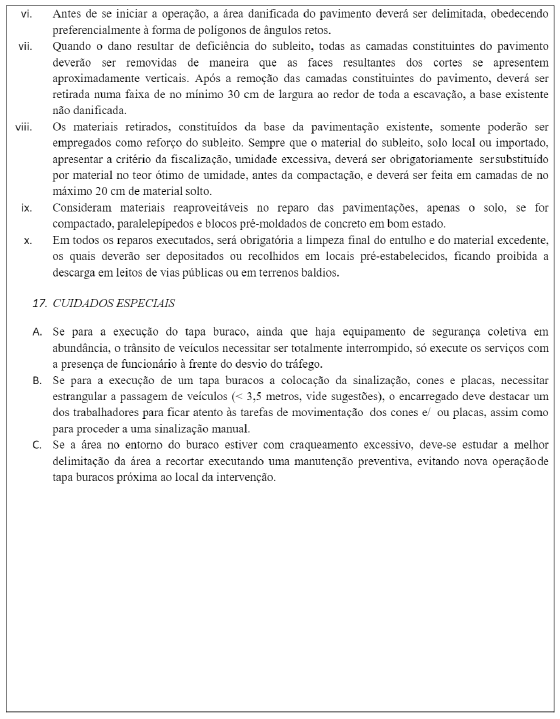 vi. Antes de se iniciar a operação, a área danificada do pavimento deverá ser delimitada, obedecendo
preferencialmente à forma de polígonos de ângulos retos.
vii. Quando o dano resultar de deficiência do subleito, todas as camadas constituintes do pavimento
deverão ser removidas de maneira que as faces resultantes dos cortes se apresentem
aproximadamente verticais. Após a remoção das camadas constituintes do pavimento, deverá ser
retirada numa faixa de no mínimo 30 cm de largura ao redor de toda a escavação, a base existente
não danificada.
viii. Os materiais retirados, constituídos da base da pavimentação existente, somente poderão ser
empregados como reforço do subleito. Sempre que o material do subleito, solo local ou importado,
apresentar a critério da fiscalização, umidade excessiva, deverá ser obrigatoriamente sersubstituido
por material no teor ótimo de umidade, antes da compactação, e deverá ser feita em camadas de no
máximo 20 cm de material solto.
ix. Consideram materiais reaproveitáveis no reparo das pavimentações, apenas o solo, se for
compactado, paralelepípedos e blocos pré-moldados de concreto em bom estado.
x. Em todos os reparos executados, será obrigatória a limpeza final do entulho e do material excedente,
os quais deverão ser depositados ou recolhidos em locais pré-estabelecidos, ficando proibida a
descarga em leitos de vias públicas ou em terrenos baldios.
17. CUIDADOS ESPECIAIS
A. Se para a execução do tapa buraco, ainda que haja equipamento de segurança coletiva em
abundância, o trânsito de veículos necessitar ser totalmente interrompido, só execute os serviços com
a presença de funcionário à frente do desvio do tráfego.
B. Se para a execução de um tapa buracos a colocação da sinalização, cones e placas, necessitar
estrangular a passagem de veículos (< 3,5 metros, vide sugestões), o encarregado deve destacar um
dos trabalhadores para ficar atento às tarefas de movimentação dos cones e/ ou placas, assim como
para proceder a uma sinalização manual.
C. Se a área no entorno do buraco estiver com craqueamento excessivo, deve-se estudar a melhor
delimitação da área a recortar executando uma manutenção preventiva, evitando nova operaçãode
tapa buracos próxima ao local da intervenção.